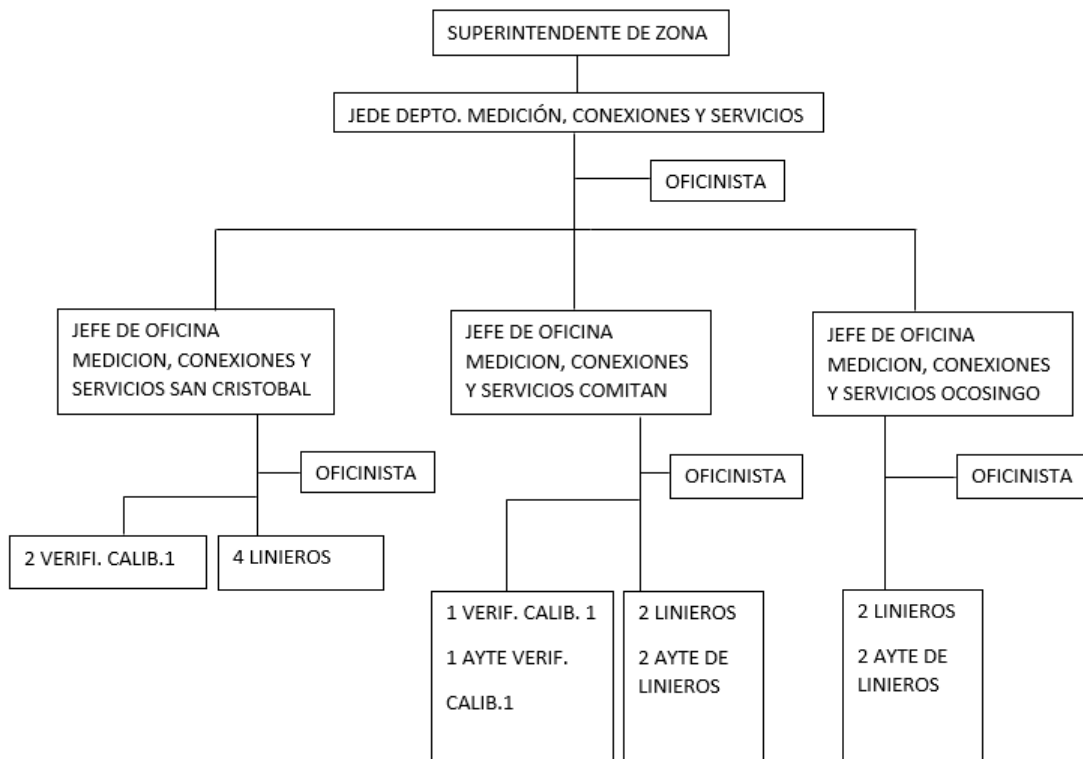 SUPERINTENDENTE DE ZONA
JEDE DEPTO. MEDICIÓN, CONEXIONES Y SERVICIOS
OFICINISTA
JEFE DE OFICINA
MEDICION, CONEXIONES Y
SERVICIOS SAN CRISTOBAL
JEFE DE OFICINA
MEDICION, CONEXIONES
Y SERVICIOS COMITAN
JEFE DE OFICINA
MEDICION, CONEXIONES
Y SERVICIOS OCOSINGO
OFICINISTA
OFICINISTA
OFICINISTA
2 VERIFI. CALIB.1
4 LINIEROS
1 VERIF. CALIB. 1
1 AYTE VERIF.
CALIB.1
2 LINIEROS
2 AYTE DE
LINIEROS
2 LINIEROS
2 AYTE DE
LINIEROS